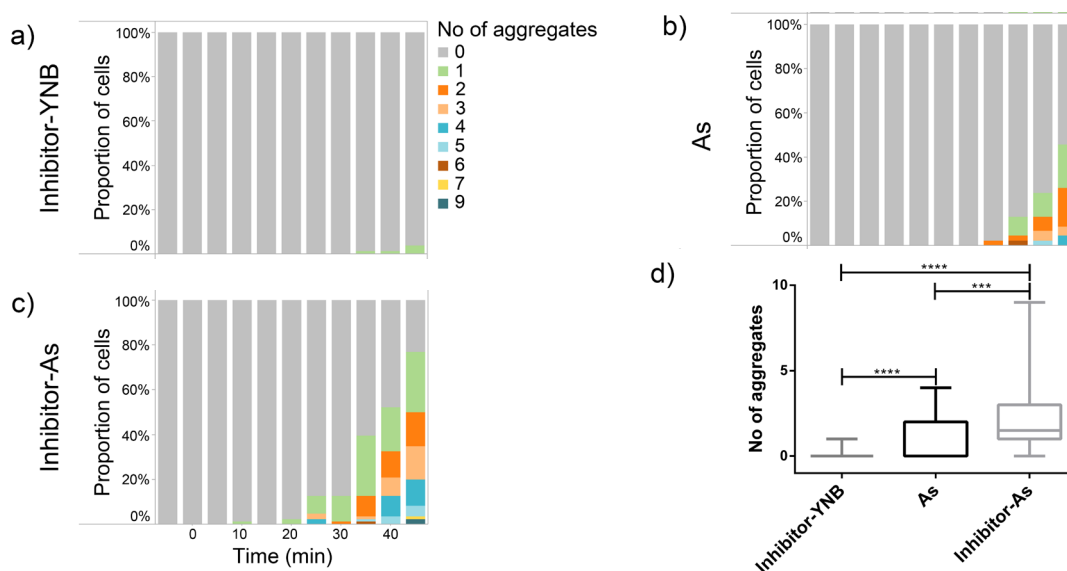 a)
Inhibitor-YNB
Proportion of cells
100%
80%
60%
40%
20%
0%
No of aggregates
0
1
2
3
4
5
6
7
9
b)
As
Proportion of cells
100%
80%
60%
40%
20%
0%
c)
Inhibitor-As
Proportion of cells
100%
80%
60%
40%
20%
0%
0 10 20 30 40
Time (min)
d)
No of aggregates
10
5
0
****
***
****
Inhibitor-YNB
As
Inhibitor-As